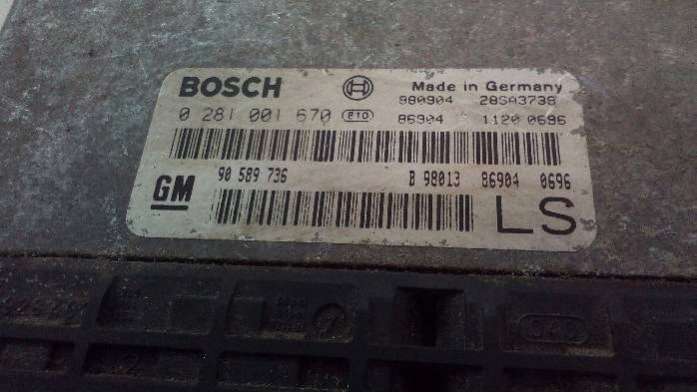 BOSCH Made in Germany
980904 28SA3738
0 281 001 670 E10 86904 1120 0696
GM 90 589 736 B 98013 86904 0696
LS